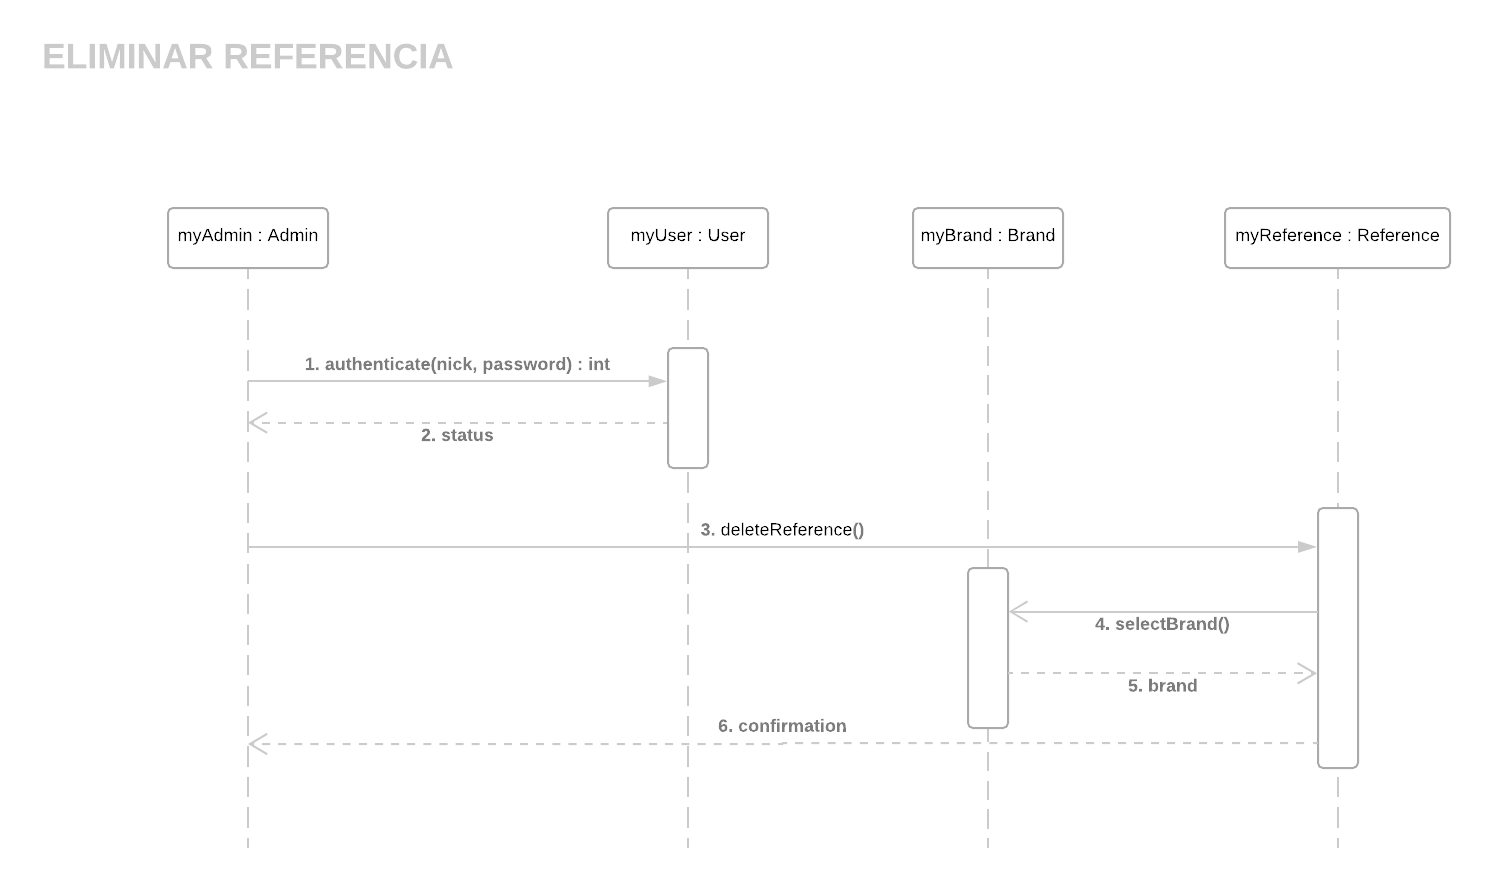 ELIMINAR REFERENCIA
myAdmin : Admin
myUser : User
myBrand : Brand
myReference : Reference
1. authenticate(nick, password) : int
2. status
3. deleteReference()
4. selectBrand()
5. brand
6. confirmation